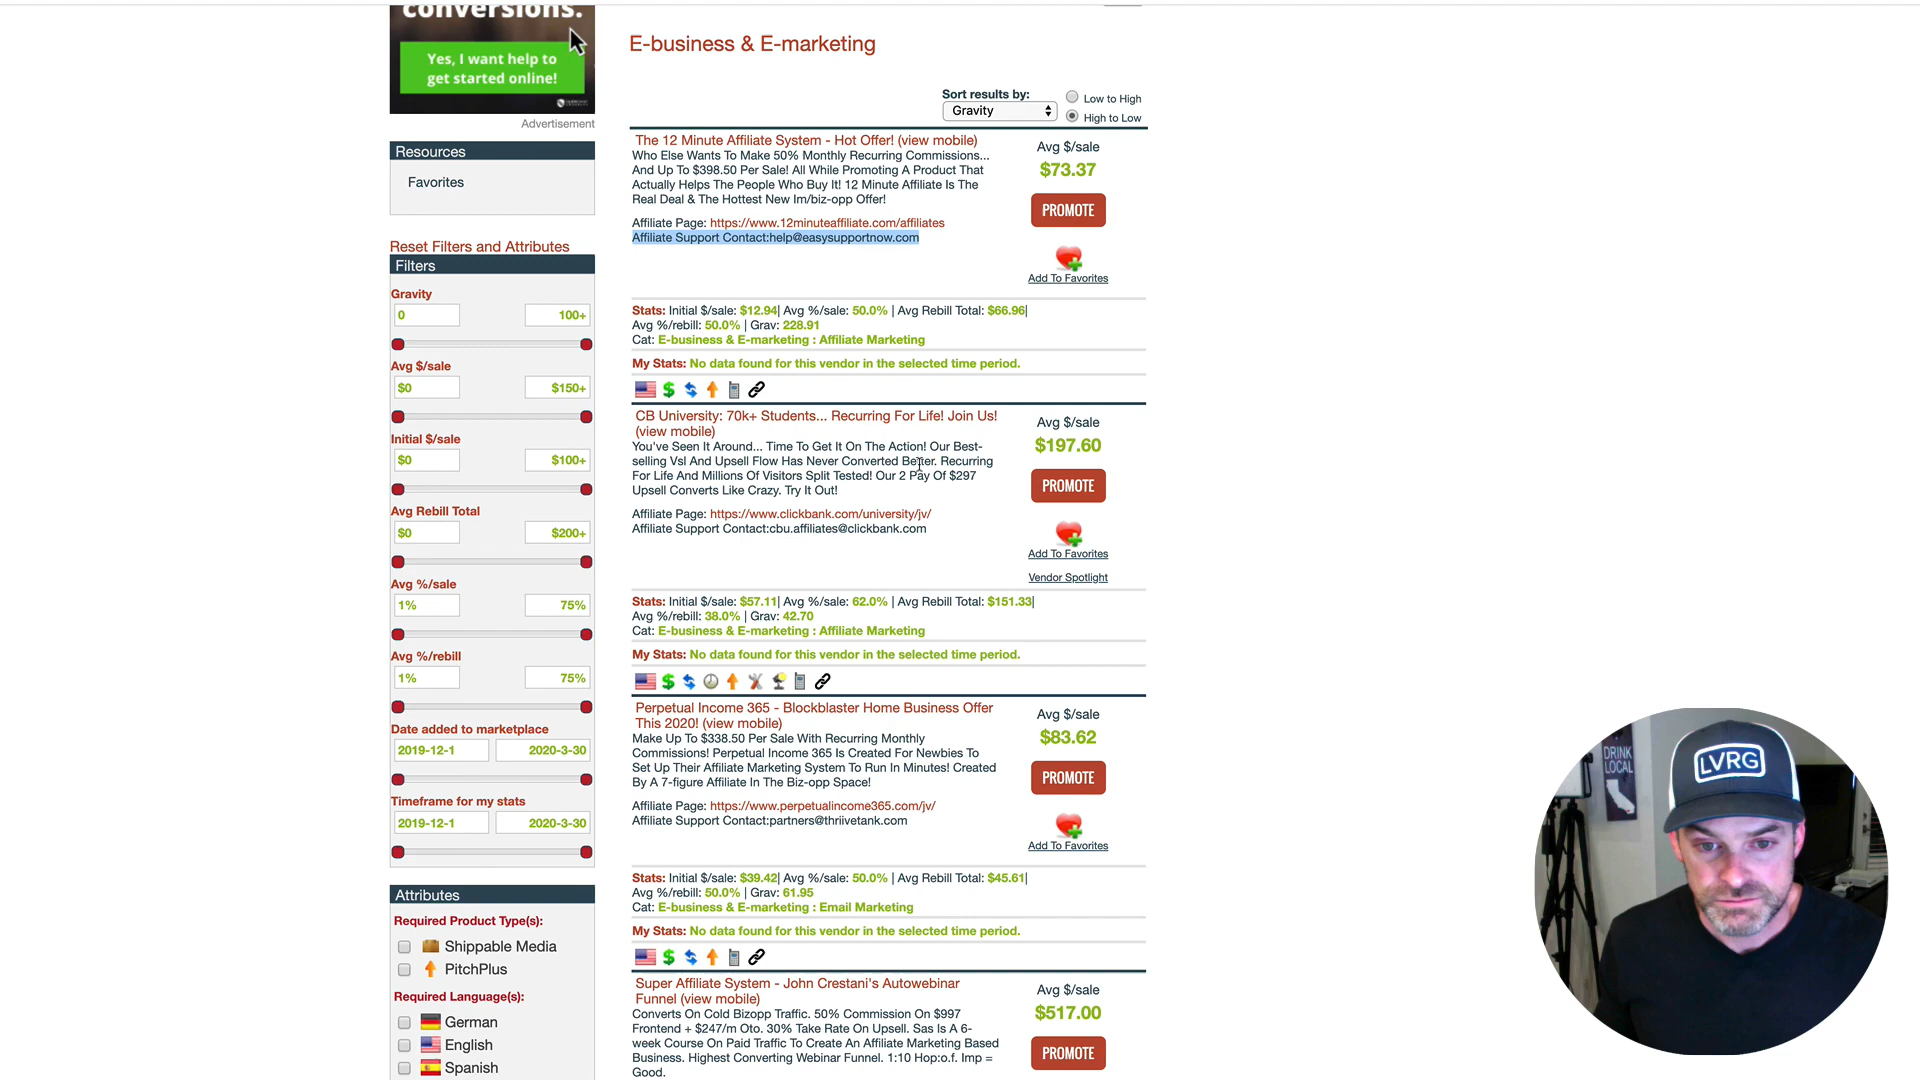 conversions.
Yes, I want help to
get started online!
Advertisement
Resources
Favorites
Reset Filters and Attributes
Filters
Gravity
0 100+
Avg $/sale
$0 $150+
Initial $/sale
$0 $100+
Avg Rebill Total
$0 $200+
Avg %/sale
1% 75%
Avg %/rebill
1% 75%
Date added to marketplace
2019-12-1 2020-3-30
Timeframe for my stats
2019-12-1 2020-3-30
Attributes
Required Product Type(s):
Shippable Media
PitchPlus
Required Language(s):
German
English
Spanish
E-business & E-marketing
Sort results by:
Gravity
Low to High
High to Low
The 12 Minute Affiliate System - Hot Offer! (view mobile)
Who Else Wants To Make 50% Monthly Recurring Commissions...
And Up To $398.50 Per Sale! All While Promoting A Product That
Actually Helps The People Who Buy It! 12 Minute Affiliate Is The
Real Deal & The Hottest New Im/biz-opp Offer!
Affiliate Page: https://www.12minuteaffiliate.com/affiliates
Affiliate Support Contact:help@easysupportnow.com
Avg $/sale
$73.37
PROMOTE
Add To Favorites
Stats: Initial $/sale: $12.94| Avg %/sale: 50.0% | Avg Rebill Total: $66.96|
Avg %/rebill: 50.0% | Grav: 228.91
Cat: E-business & E-marketing : Affiliate Marketing
My Stats: No data found for this vendor in the selected time period.
CB University: 70k+ Students... Recurring For Life! Join Us!
(view mobile)
You've Seen It Around... Time To Get It On The Action! Our Best-
selling Vsl And Upsell Flow Has Never Converted Better. Recurring
For Life And Millions Of Visitors Split Tested! Our 2 Pay Of $297
Upsell Converts Like Crazy. Try It Out!
Affiliate Page: https://www.clickbank.com/university/jv/
Affiliate Support Contact:cbu.affiliates@clickbank.com
Avg $/sale
$197.60
PROMOTE
Add To Favorites
Vendor Spotlight
Stats: Initial $/sale: $57.11| Avg %/sale: 62.0% | Avg Rebill Total: $151.33|
Avg %/rebill: 38.0% | Grav: 42.70
Cat: E-business & E-marketing : Affiliate Marketing
My Stats: No data found for this vendor in the selected time period.
Perpetual Income 365 - Blockblaster Home Business Offer
This 2020! (view mobile)
Make Up To $338.50 Per Sale With Recurring Monthly
Commissions! Perpetual Income 365 Is Created For Newbies To
Set Up Their Affiliate Marketing System To Run In Minutes! Created
By A 7-figure Affiliate In The Biz-opp Space!
Affiliate Page: https://www.perpetualincome365.com/jv/
Affiliate Support Contact:partners@thriivetank.com
Avg $/sale
$83.62
PROMOTE
Add To Favorites
Stats: Initial $/sale: $39.42| Avg %/sale: 50.0% | Avg Rebill Total: $45.61|
Avg %/rebill: 50.0% | Grav: 61.95
Cat: E-business & E-marketing : Email Marketing
My Stats: No data found for this vendor in the selected time period.
Super Affiliate System - John Crestani's Autowebinar
Funnel (view mobile)
Converts On Cold Bizopp Traffic. 50% Commission On $997
Frontend + $247/m Oto. 30% Take Rate On Upsell. Sas Is A 6-
week Course On Paid Traffic To Create An Affiliate Marketing Based
Business. Highest Converting Webinar Funnel. 1:10 Hop:o.f. Imp =
Good.
Avg $/sale
$517.00
PROMOTE
DRINK
LOCAL
LVRG